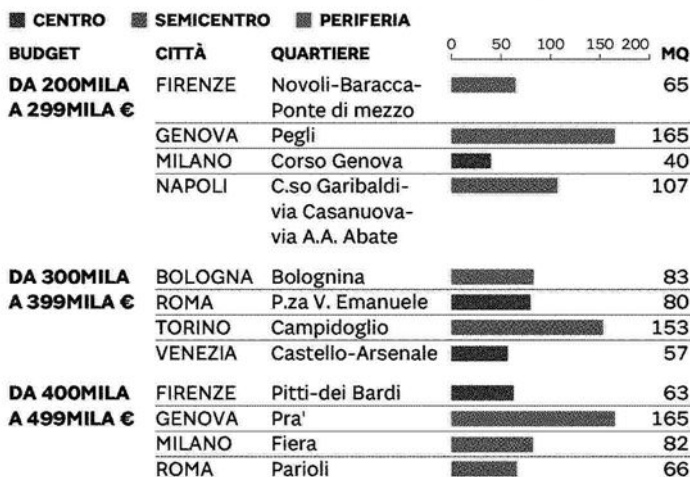 CENTRO SEMICENTRO PERIFERIA
BUDGET CITTÀ QUARTIERE 0 50 100 150 200 MQ
DA 200MILA FIRENZE Novoli-Baracca- 65
A 299MILA € Ponte di mezzo
GENOVA Pegli 165
MILANO Corso Genova 40
NAPOLI C.so Garibaldi- 107
via Casanuova-
via A.A. Abate
DA 300MILA BOLOGNA Bolognina 83
A 399MILA € ROMA P.za V. Emanuele 80
TORINO Campidoglio 153
VENEZIA Castello-Arsenale 57
DA 400MILA FIRENZE Pitti-dei Bardi 63
A 499MILA € GENOVA Pra' 165
MILANO Fiera 82
ROMA Parioli 66